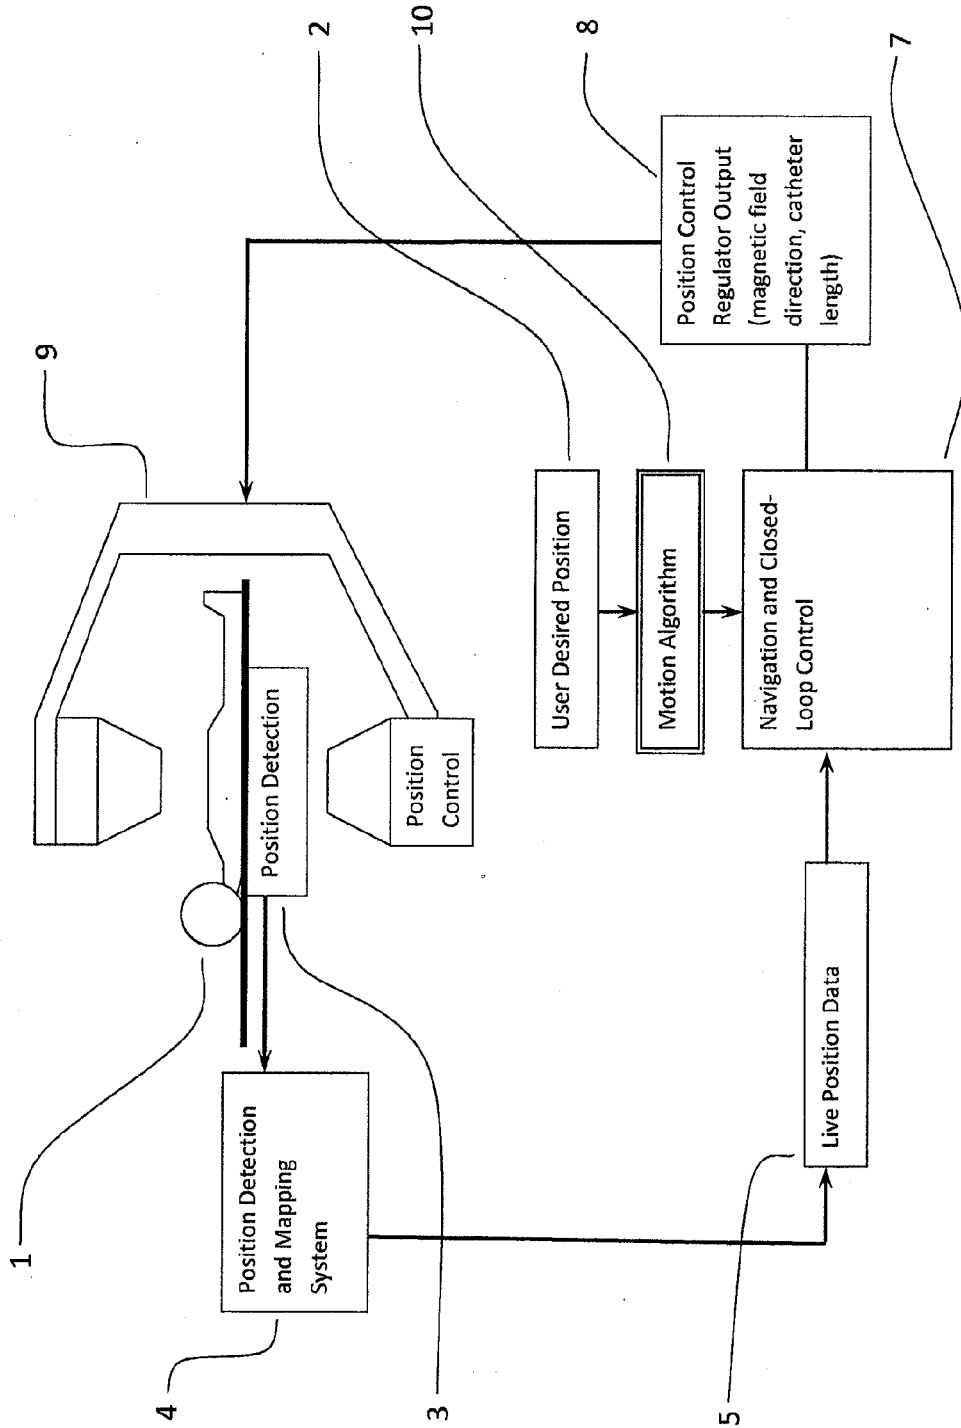 1
9
4
Position Detection
and Mapping
System
Position Detection
3
Position
Control
2
User Desired Position
10
Motion Algorithm
8
Position Control
Regulator Output
(magnetic field
direction, catheter
length)
5
Live Position Data
Navigation and Closed-
Loop Control
7